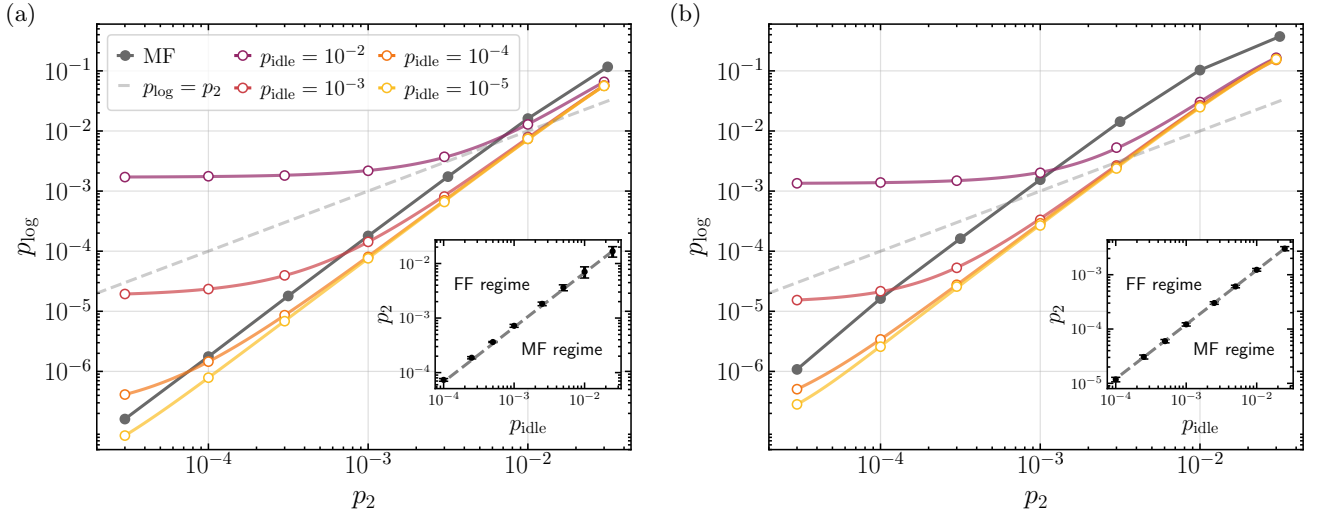 (a)
MF
p_log = p_2
p_idle = 10^−2
p_idle = 10^−3
p_idle = 10^−4
p_idle = 10^−5
p_log
10^−1
10^−2
10^−3
10^−4
10^−5
10^−6
10^−4
10^−3
10^−2
p_2
FF regime
MF regime
p_2
10^−2
10^−3
10^−4
10^−4
10^−3
10^−2
p_idle
(b)
p_log
10^−1
10^−2
10^−3
10^−4
10^−5
10^−6
10^−4
10^−3
10^−2
p_2
FF regime
MF regime
p_2
10^−3
10^−4
10^−5
10^−4
10^−3
10^−2
p_idle